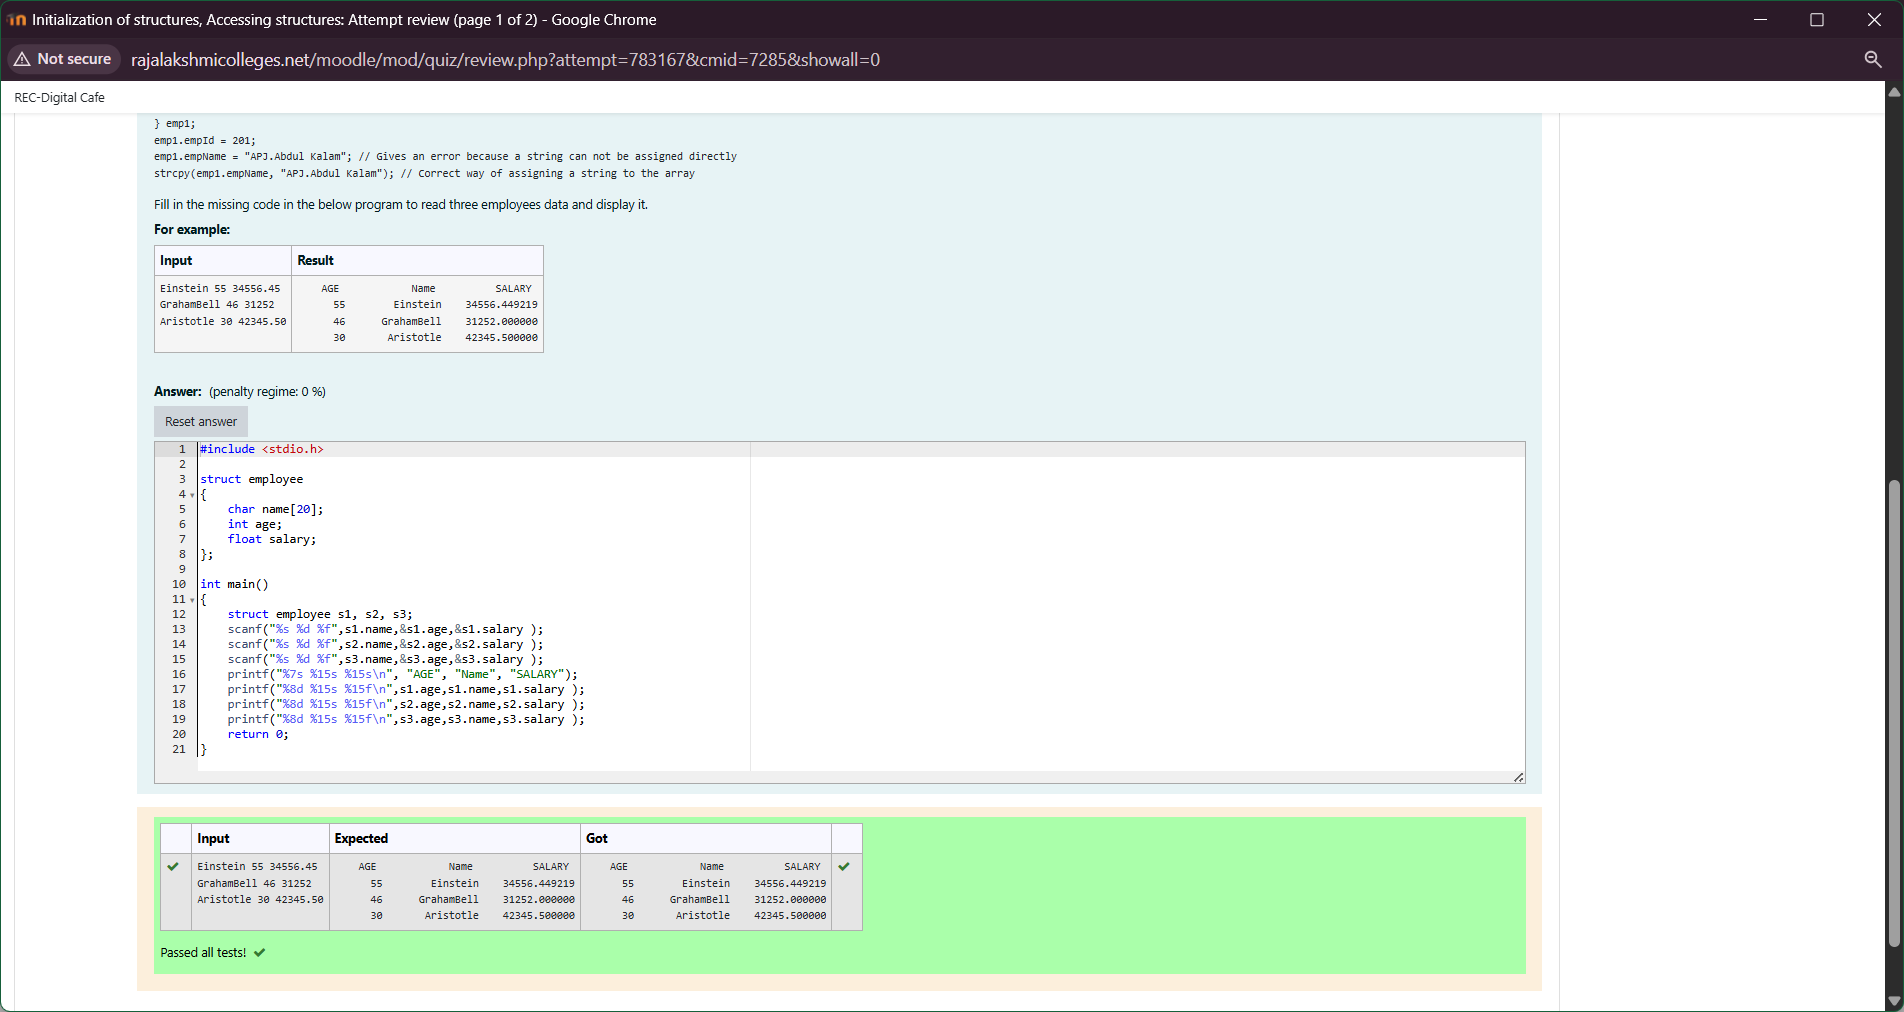 Initialization of structures, Accessing structures: Attempt review (page 1 of 2) - Google Chrome
Not secure rajalakshmicolleges.net/moodle/mod/quiz/review.php?attempt=783167&cmid=7285&showall=0
REC-Digital Cafe
} emp1;
emp1.empId = 201;
emp1.empName = "APJ.Abdul Kalam"; // Gives an error because a string can not be assigned directly
strcpy(emp1.empName, "APJ.Abdul Kalam"); // Correct way of assigning a string to the array
Fill in the missing code in the below program to read three employees data and display it.
For example:
Input Result
Einstein 55 34556.45 AGE Name SALARY
GrahamBell 46 31252 55 Einstein 34556.449219
Aristotle 30 42345.50 46 GrahamBell 31252.000000
30 Aristotle 42345.500000
Answer: (penalty regime: 0 %)
Reset answer
1 #include <stdio.h>
2
3 struct employee
4 {
5 char name[20];
6 int age;
7 float salary;
8 };
9
10 int main()
11 {
12 struct employee s1, s2, s3;
13 scanf("%s %d %f",s1.name,&s1.age,&s1.salary );
14 scanf("%s %d %f",s2.name,&s2.age,&s2.salary );
15 scanf("%s %d %f",s3.name,&s3.age,&s3.salary );
16 printf("%7s %15s %15s\n", "AGE", "Name", "SALARY");
17 printf("%8d %15s %15f\n",s1.age,s1.name,s1.salary );
18 printf("%8d %15s %15f\n",s2.age,s2.name,s2.salary );
19 printf("%8d %15s %15f\n",s3.age,s3.name,s3.salary );
20 return 0;
21 }
Input Expected Got
Einstein 55 34556.45 AGE Name SALARY AGE Name SALARY
GrahamBell 46 31252 55 Einstein 34556.449219 55 Einstein 34556.449219
Aristotle 30 42345.50 46 GrahamBell 31252.000000 46 GrahamBell 31252.000000
30 Aristotle 42345.500000 30 Aristotle 42345.500000
Passed all tests!